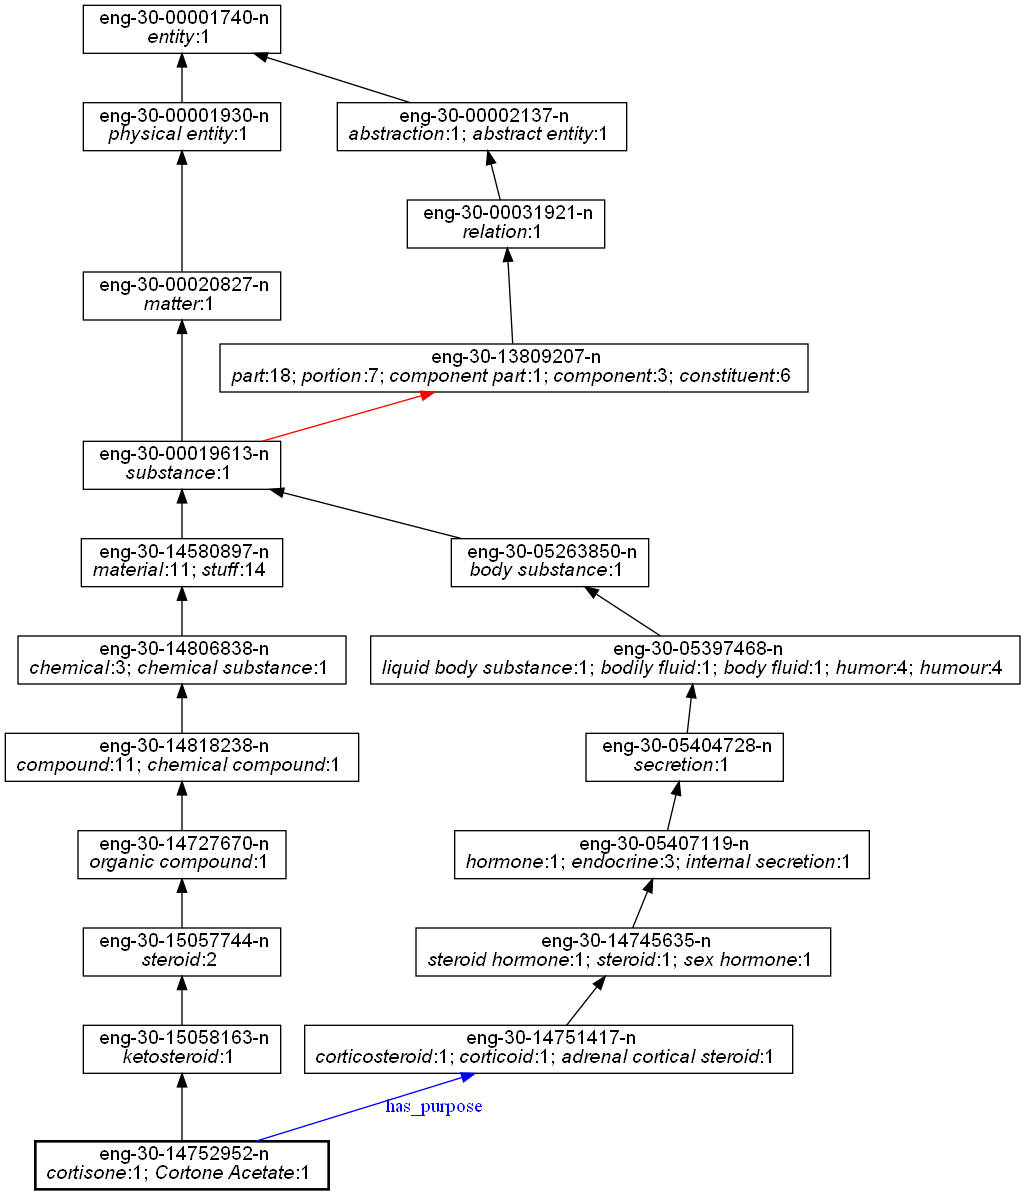 eng-30-00001740-n
entity:1
eng-30-00001930-n
physical entity:1
eng-30-00002137-n
abstraction:1; abstract entity:1
eng-30-00031921-n
relation:1
eng-30-00020827-n
matter:1
eng-30-13809207-n
part:18; portion:7; component part:1; component:3; constituent:6
eng-30-00019613-n
substance:1
eng-30-14580897-n
material:11; stuff:14
eng-30-05263850-n
body substance:1
eng-30-14806838-n
chemical:3; chemical substance:1
eng-30-05397468-n
liquid body substance:1; bodily fluid:1; body fluid:1; humor:4; humour:4
eng-30-14818238-n
compound:11; chemical compound:1
eng-30-05404728-n
secretion:1
eng-30-14727670-n
organic compound:1
eng-30-05407119-n
hormone:1; endocrine:3; internal secretion:1
eng-30-15057744-n
steroid:2
eng-30-14745635-n
steroid hormone:1; steroid:1; sex hormone:1
eng-30-15058163-n
ketosteroid:1
eng-30-14751417-n
corticosteroid:1; corticoid:1; adrenal cortical steroid:1
has_purpose
eng-30-14752952-n
cortisone:1; Cortone Acetate:1